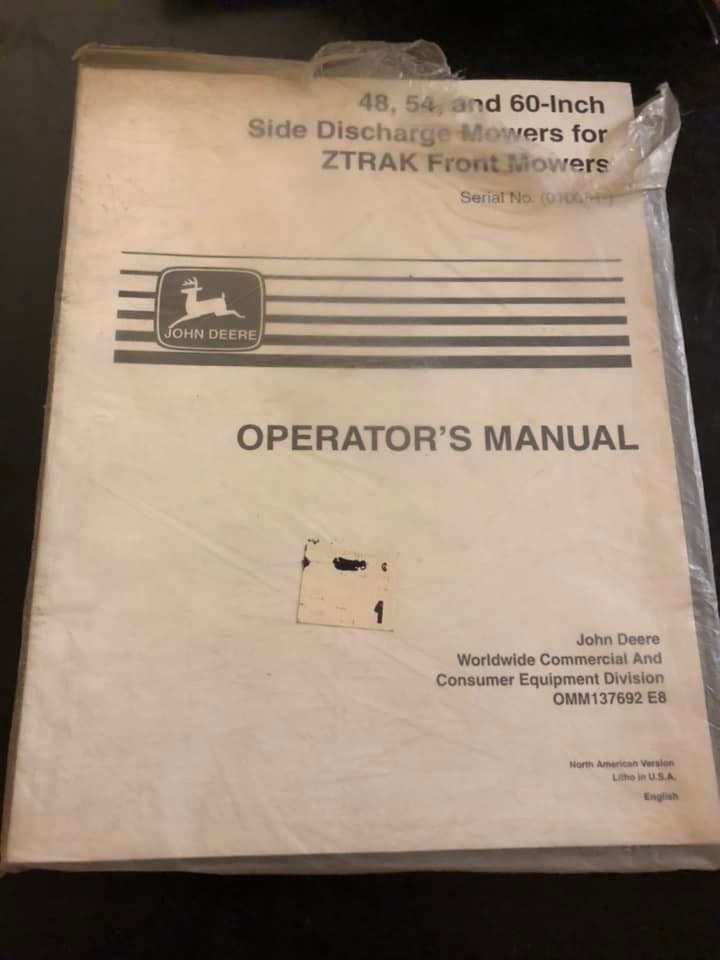 48, 54, and 60-Inch
Side Discharge Mowers for
ZTRAK Front Mowers
Serial No.
JOHN DEERE
OPERATOR'S MANUAL
1
John Deere
Worldwide Commercial And
Consumer Equipment Division
OMM137692 E8
North American Version
Litho in U.S.A.
English